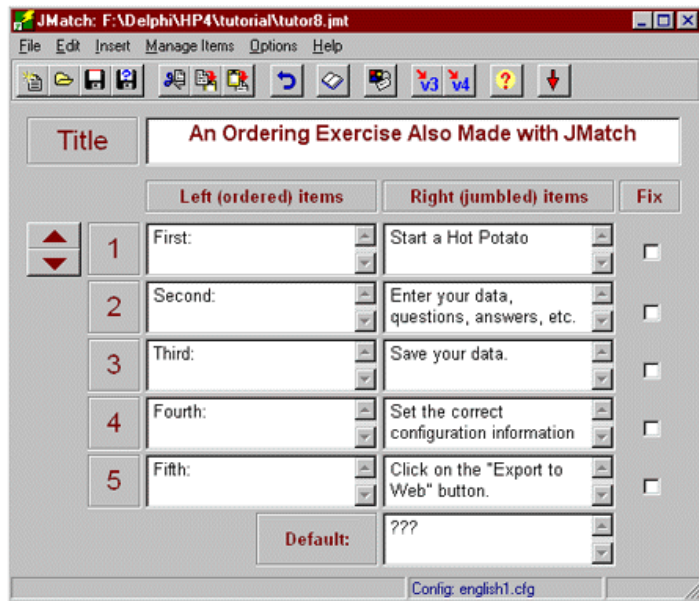 JMatch: F:\Delphi\HP4\tutorial\tutor8.jmt
File Edit Insert Manage Items Options Help
v3 v4 ?
Title An Ordering Exercise Also Made with JMatch
Left (ordered) items Right (jumbled) items Fix
1 First: Start a Hot Potato
2 Second: Enter your data,
questions, answers, etc.
3 Third: Save your data.
4 Fourth: Set the correct
configuration information
5 Fifth: Click on the "Export to
Web" button.
Default: ???
Config: english1.cfg